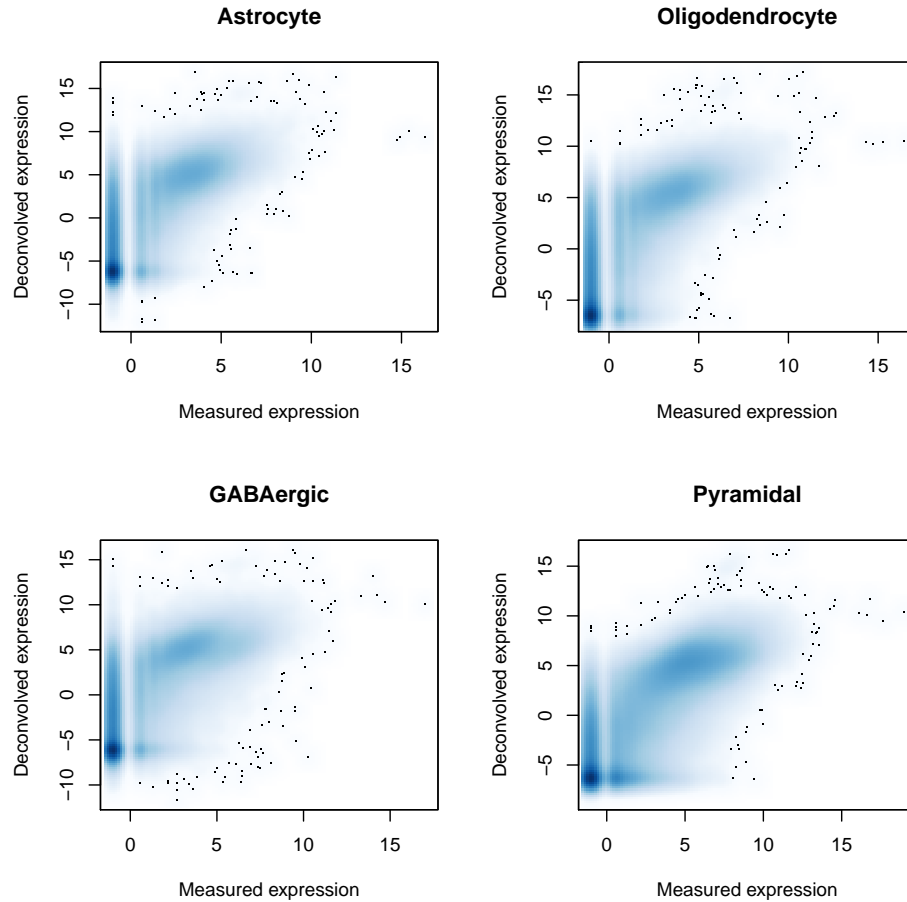 Astrocyte
Deconvolved expression
15
10
5
0
−5
−10
0 5 10 15
Measured expression
Oligodendrocyte
Deconvolved expression
15
10
5
0
−5
0 5 10 15
Measured expression
GABAergic
Deconvolved expression
15
10
5
0
−5
−10
0 5 10 15
Measured expression
Pyramidal
Deconvolved expression
15
10
5
0
−5
0 5 10 15
Measured expression